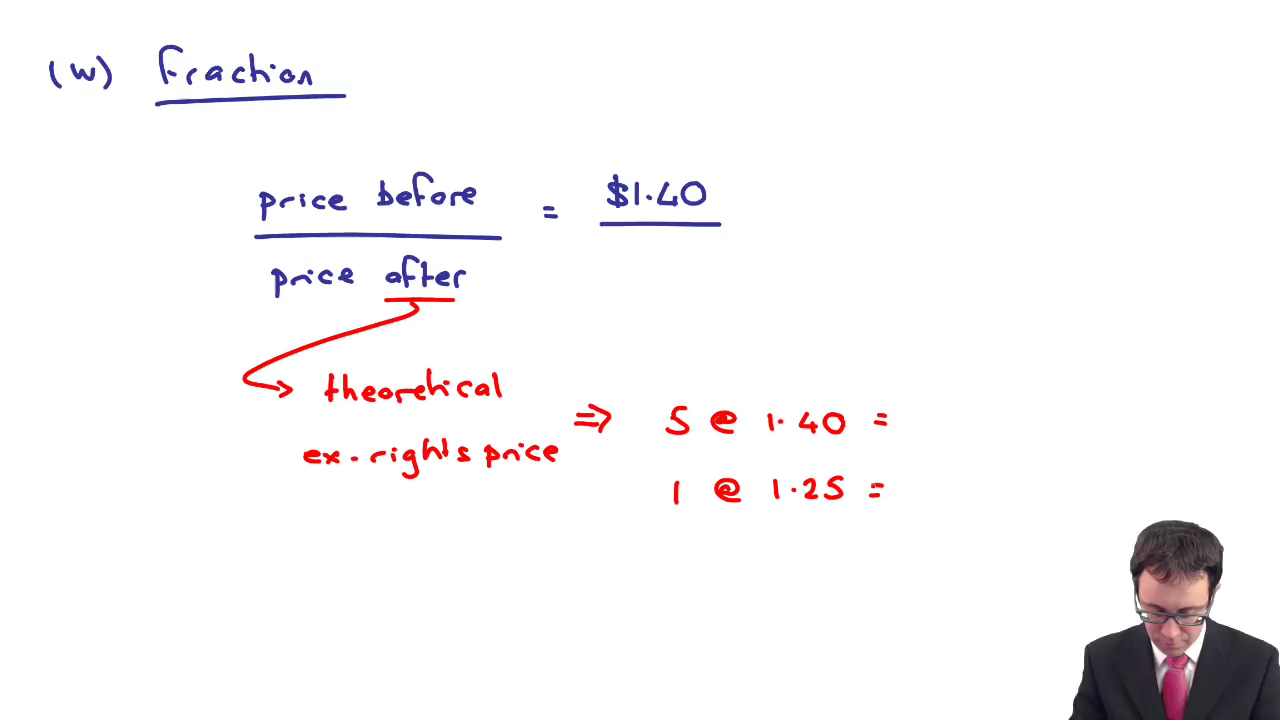 (w) Fraction
price before = $1.40
price after
theoretical
ex-rights price ⇒ 5 @ 1.40 =
1 @ 1.25 =